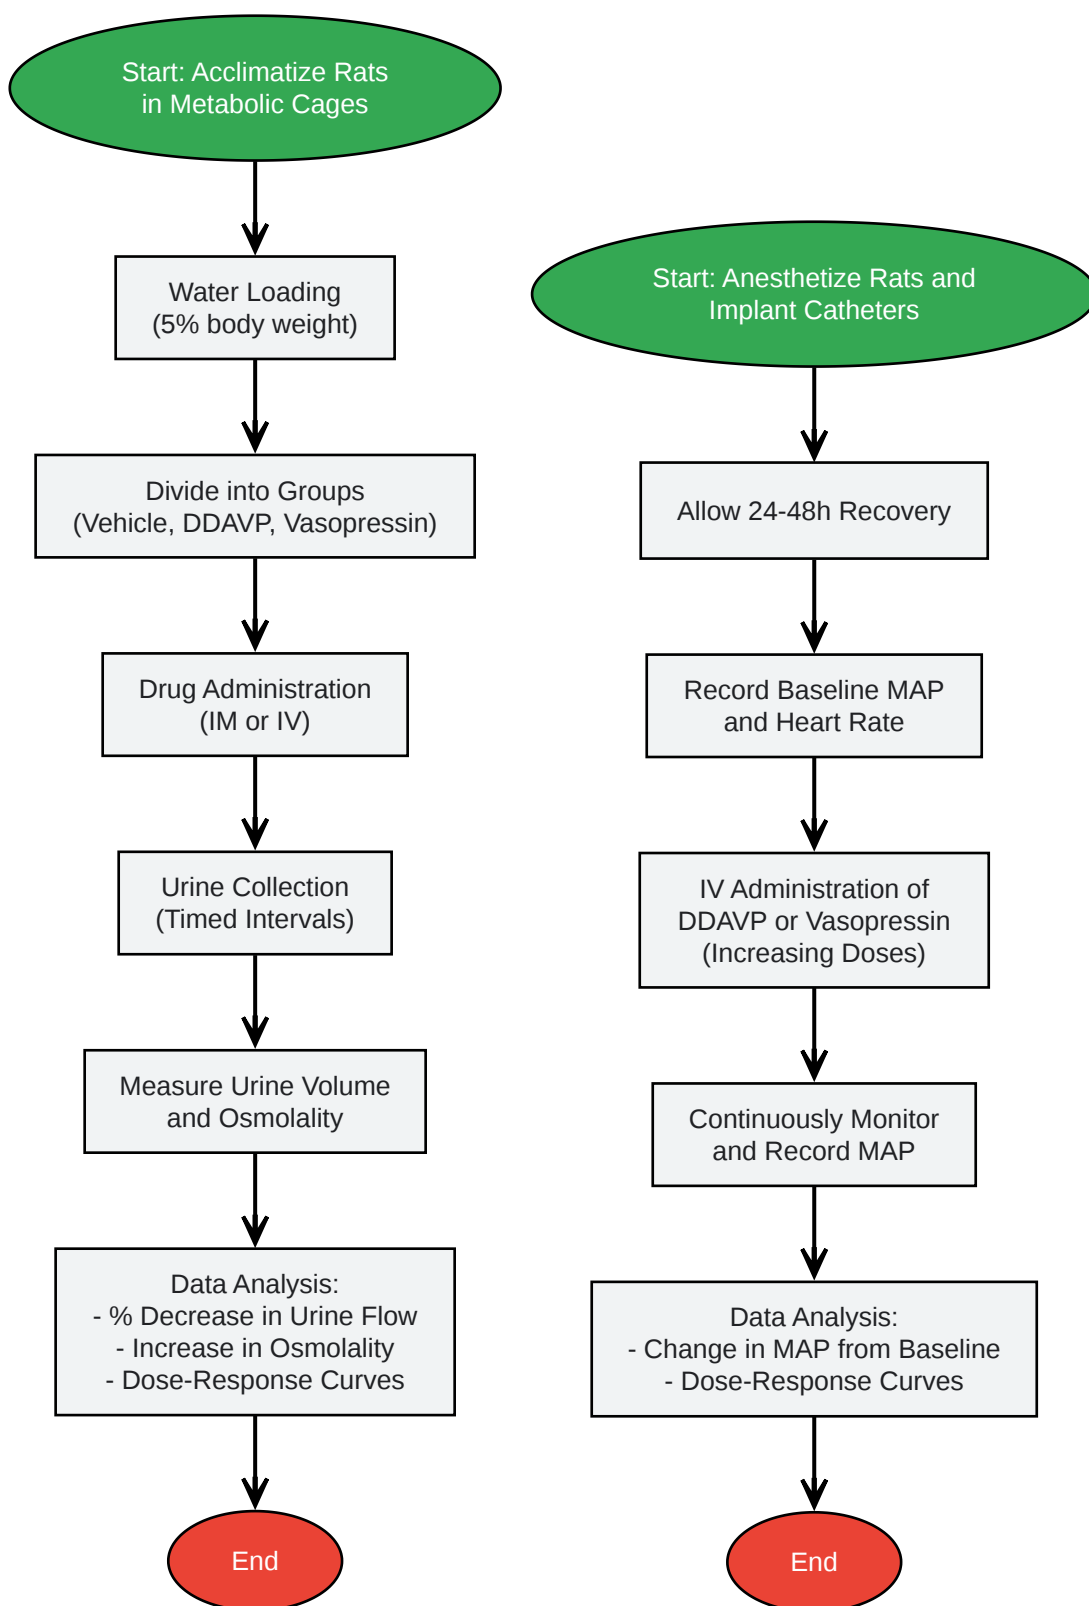 Start: Acclimatize Rats
in Metabolic Cages
Water Loading
(5% body weight)
Divide into Groups
(Vehicle, DDAVP, Vasopressin)
Drug Administration
(IM or IV)
Urine Collection
(Timed Intervals)
Measure Urine Volume
and Osmolality
Data Analysis:
- % Decrease in Urine Flow
- Increase in Osmolality
- Dose-Response Curves
End
Start: Anesthetize Rats and
Implant Catheters
Allow 24-48h Recovery
Record Baseline MAP
and Heart Rate
IV Administration of
DDAVP or Vasopressin
(Increasing Doses)
Continuously Monitor
and Record MAP
Data Analysis:
- Change in MAP from Baseline
- Dose-Response Curves
End